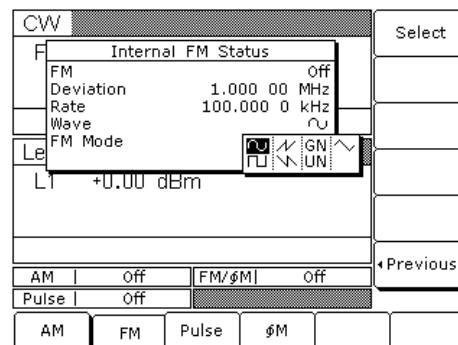 CW
Select
F
Internal FM Status
FM Off
Deviation 1.000 00 MHz
Rate 100.000 0 kHz
Wave
FM Mode
GN
UN
Le
L1 +0.00 dBm
Previous
AM Off FM/ϕM Off
Pulse Off
AM FM Pulse ϕM